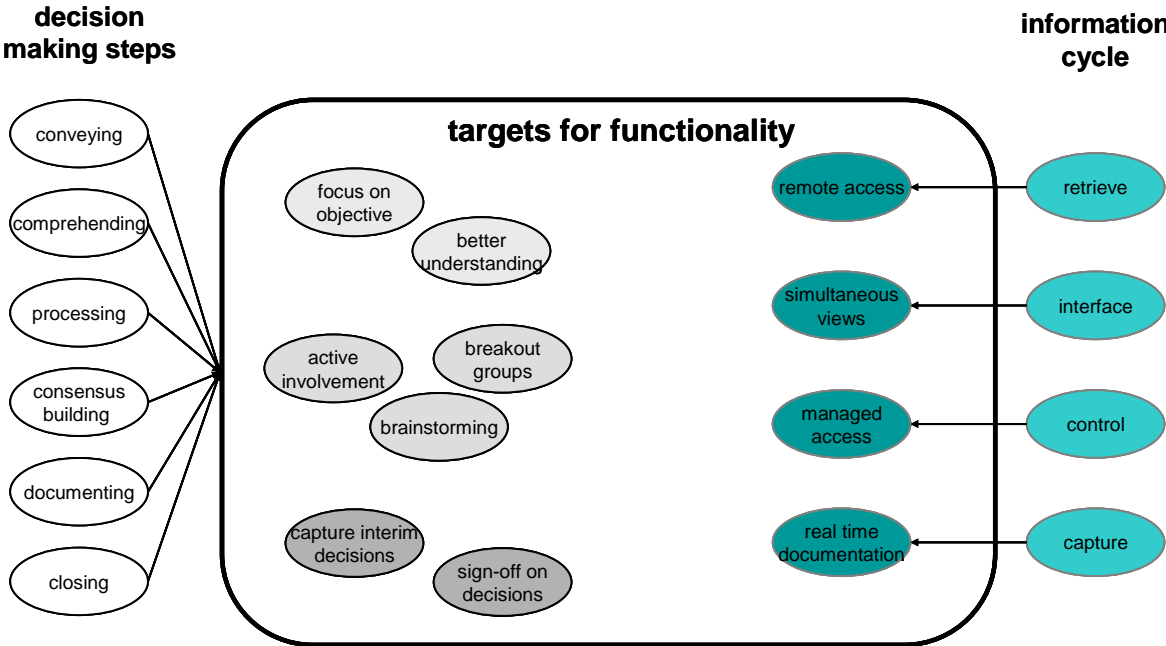 decision
making steps
information
cycle
targets for functionality
conveying
comprehending
processing
consensus
building
documenting
closing
focus on
objective
better
understanding
active
involvement
breakout
groups
brainstorming
capture interim
decisions
sign-off on
decisions
remote access
simultaneous
views
managed
access
real time
documentation
retrieve
interface
control
capture